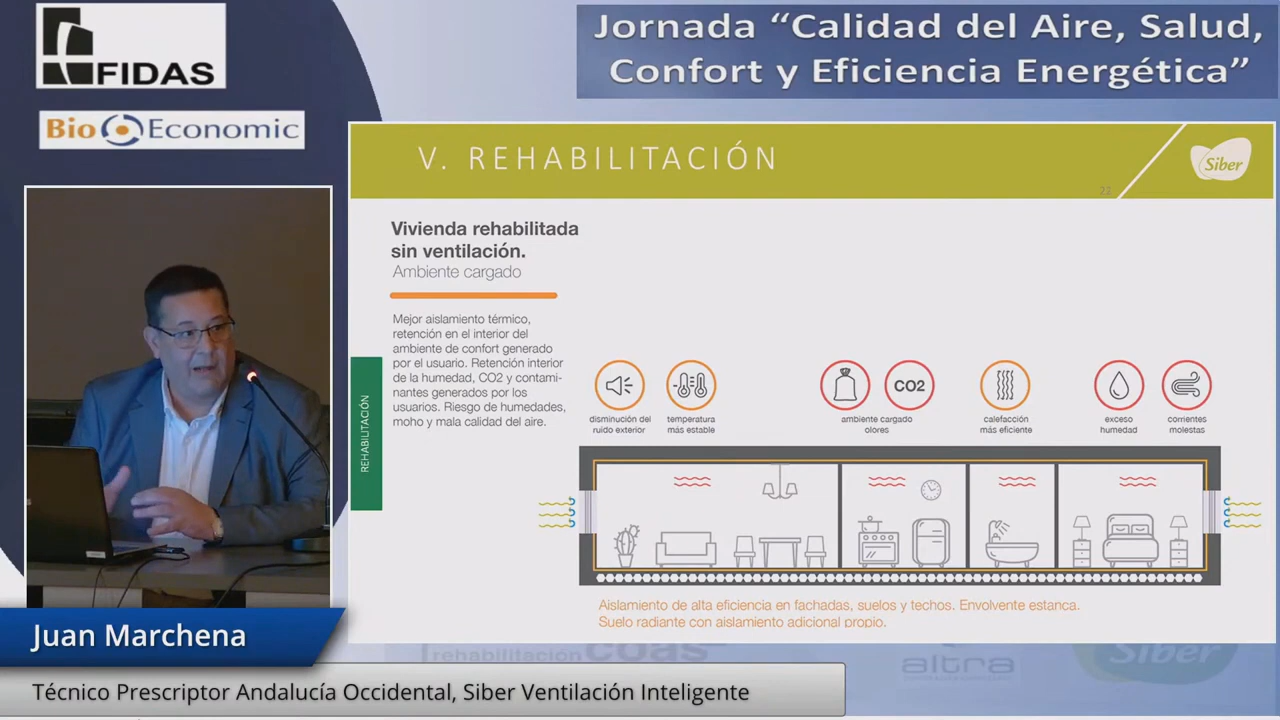 FIDAS
Bio Economic
Jornada “Calidad del Aire, Salud,
Confort y Eficiencia Energética”
V. REHABILITACIÓN
22
Siber
Vivienda rehabilitada
sin ventilación.
Ambiente cargado
Mejor aislamiento térmico,
retención en el interior del
ambiente de confort generado
por el usuario. Retención interior
de la humedad, CO2 y contami-
nantes generados por los
usuarios. Riesgo de humedades,
moho y mala calidad del aire.
REHABILITACIÓN
CO2
disminución del
ruido exterior
temperatura
más estable
ambiente cargado
olores
calefacción
más eficiente
exceso
humedad
corrientes
molestas
Aislamiento de alta eficiencia en fachadas, suelos y techos. Envolvente estanca.
Suelo radiante con aislamiento adicional propio.
Juan Marchena
Técnico Prescriptor Andalucía Occidental, Siber Ventilación Inteligente
rehabilitación coas
altra
Siber